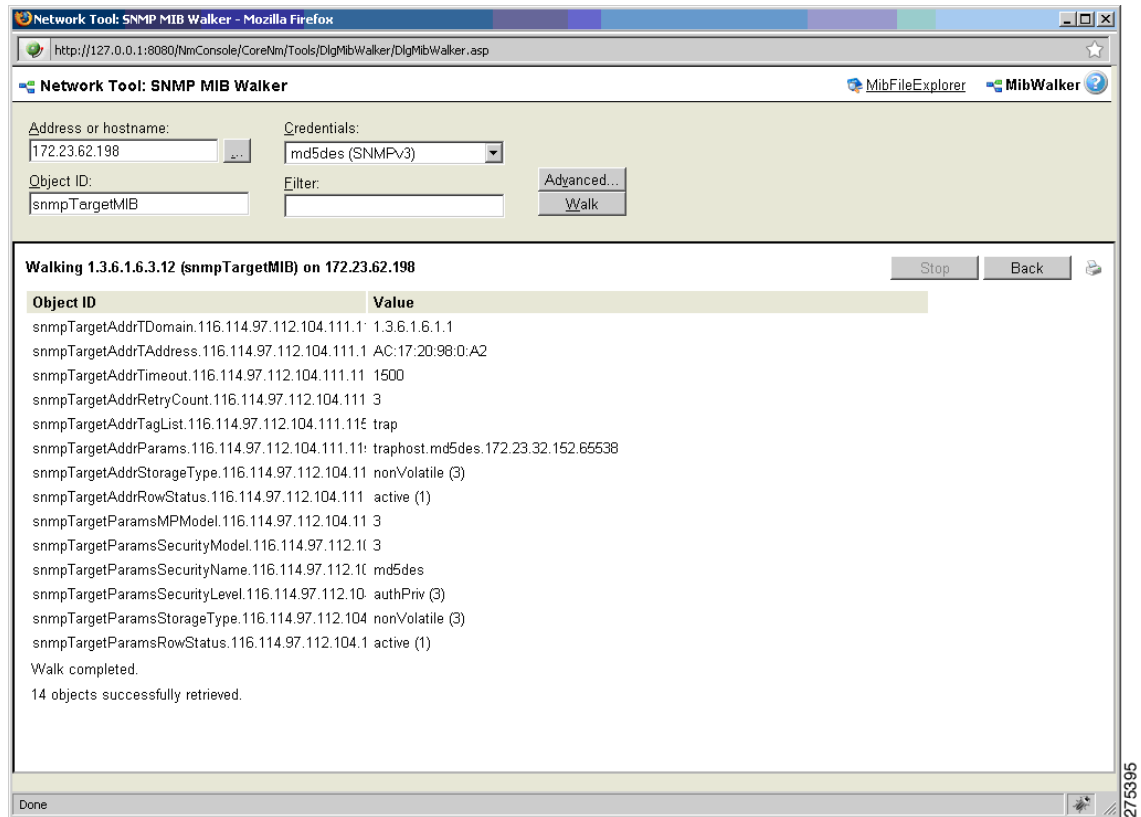 Network Tool: SNMP MIB Walker - Mozilla Firefox
http://127.0.0.1:8080/NmConsole/CoreNm/Tools/DlgMibWalker/DlgMibWalker.asp
Network Tool: SNMP MIB Walker MibFileExplorer MibWalker ?
Address or hostname: Credentials:
172.23.62.198 ... md5des (SNMPv3)
Object ID: Filter: Advanced...
snmpTargetMIB Walk
Walking 1.3.6.1.6.3.12 (snmpTargetMIB) on 172.23.62.198 Stop Back
Object ID Value
snmpTargetAddrTDomain.116.114.97.112.104.111.1 1.3.6.1.6.1.1
snmpTargetAddrTAddress.116.114.97.112.104.111.1 AC:17:20:98:0:A2
snmpTargetAddrTimeout.116.114.97.112.104.111.11 1500
snmpTargetAddrRetryCount.116.114.97.112.104.111 3
snmpTargetAddrTagList.116.114.97.112.104.111.115 trap
snmpTargetAddrParams.116.114.97.112.104.111.11 traphost.md5des.172.23.32.152.65538
snmpTargetAddrStorageType.116.114.97.112.104.11 nonVolatile (3)
snmpTargetAddrRowStatus.116.114.97.112.104.111 active (1)
snmpTargetParamsMPModel.116.114.97.112.104.11 3
snmpTargetParamsSecurityModel.116.114.97.112.1 3
snmpTargetParamsSecurityName.116.114.97.112.1 md5des
snmpTargetParamsSecurityLevel.116.114.97.112.10 authPriv (3)
snmpTargetParamsStorageType.116.114.97.112.104 nonVolatile (3)
snmpTargetParamsRowStatus.116.114.97.112.104.1 active (1)
Walk completed.
14 objects successfully retrieved.
Done
275395